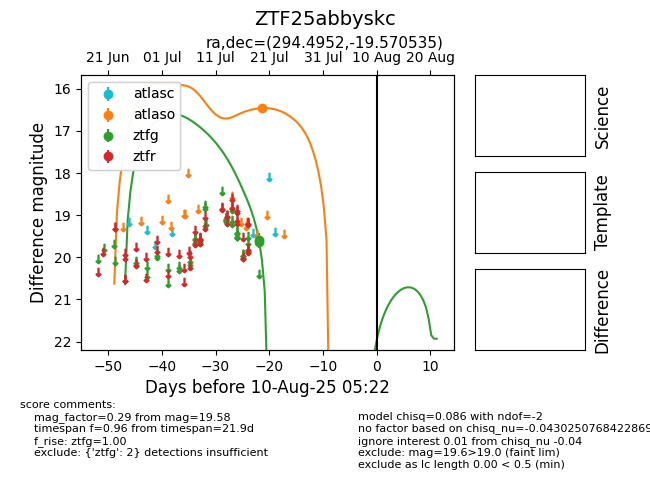 ZTF25abbyskc
ra,dec=(294.4952,-19.570535)
21 Jun 01 Jul 11 Jul 21 Jul 31 Jul 10 Aug 20 Aug
atlasc
atlaso
ztfg
ztfr
16
17
18
19
20
21
22
Difference magnitude
−50 −40 −30 −20 −10 0 10
Days before 10-Aug-25 05:22
Science
Template
Difference
score comments:
mag_factor=0.29 from mag=19.58
timespan f=0.96 from timespan=21.9d
f_rise: ztfg=1.00
exclude: {'ztfg': 2} detections insufficient
model chisq=0.086 with ndof=-2
no factor based on chisq_nu=-0.0430250768422869
ignore interest 0.01 from chisq_nu -0.04
exclude: mag=19.6>19.0 (faint lim)
exclude as lc length 0.00 < 0.5 (min)